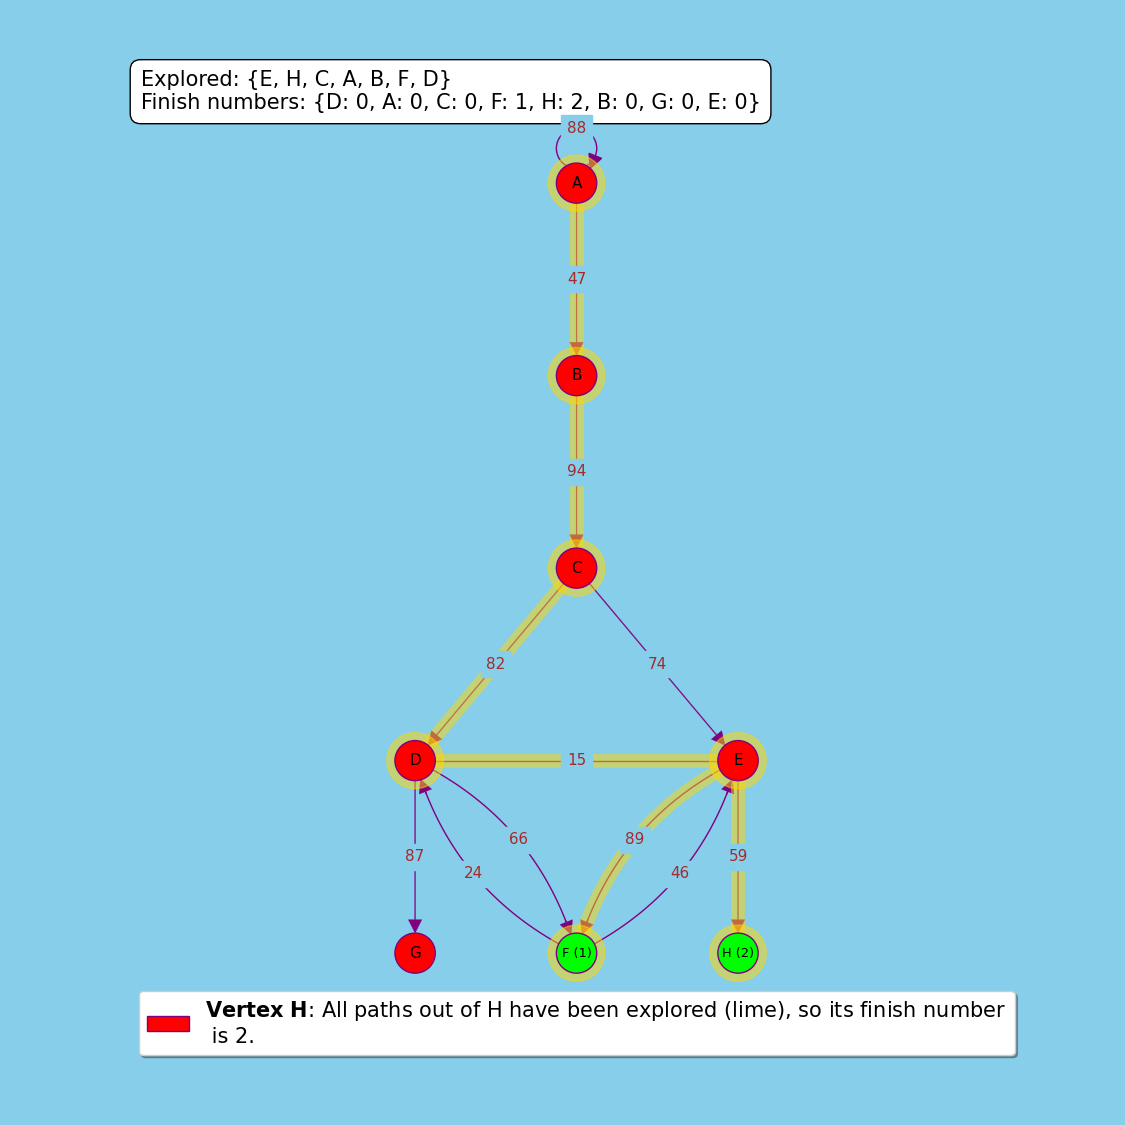 Explored: {E, H, C, A, B, F, D}
Finish numbers: {D: 0, A: 0, C: 0, F: 1, H: 2, B: 0, G: 0, E: 0}
88
A
47
B
94
C
82
74
D
15
E
66
89
87
59
24
46
G
F (1)
H (2)
Vertex H: All paths out of H have been explored (lime), so its finish number
is 2.